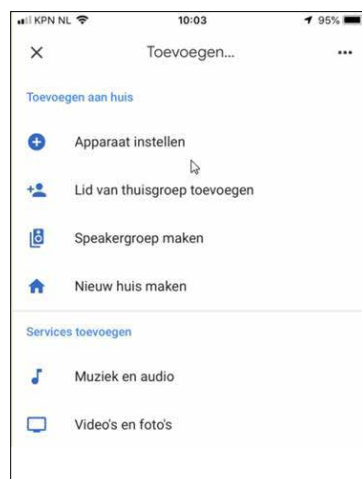 KPN NL 10:03 95%
Toevoegen...
Toevoegen aan huis
Apparaat instellen
Lid van thuisgroep toevoegen
Speakergroep maken
Nieuw huis maken
Services toevoegen
Muziek en audio
Video's en foto's